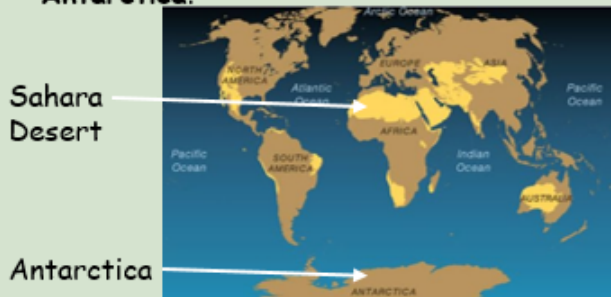 Antarctica.
Arctic Ocean
NORTH
AMERICA
EUROPE
ASIA
Sahara
Desert
Atlantic
Ocean
Pacific
Ocean
AFRICA
Pacific
Ocean
SOUTH
AMERICA
Indian
Ocean
AUSTRALIA
Antarctica
ANTARCTICA